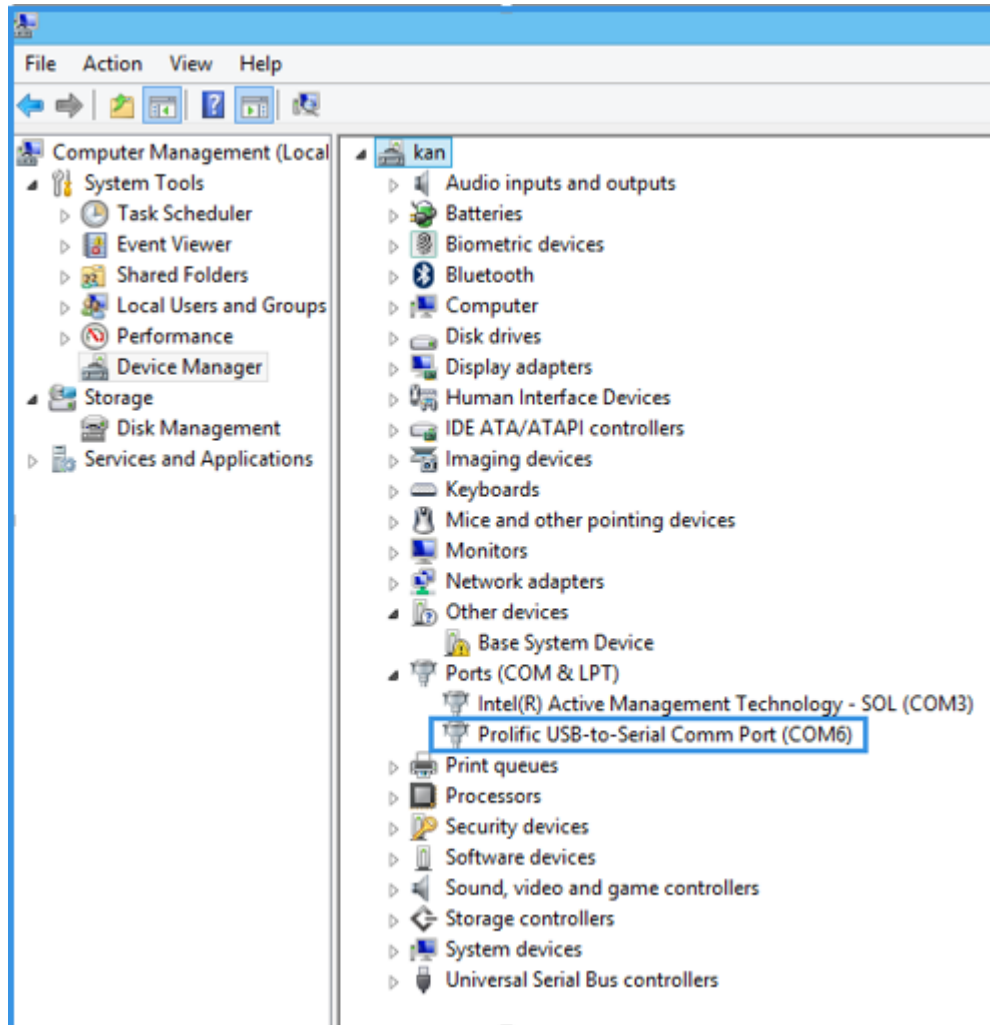 File Action View Help
Computer Management (Local
System Tools
Task Scheduler
Event Viewer
Shared Folders
Local Users and Groups
Performance
Device Manager
Storage
Disk Management
Services and Applications
kan
Audio inputs and outputs
Batteries
Biometric devices
Bluetooth
Computer
Disk drives
Display adapters
Human Interface Devices
IDE ATA/ATAPI controllers
Imaging devices
Keyboards
Mice and other pointing devices
Monitors
Network adapters
Other devices
Base System Device
Ports (COM & LPT)
Intel(R) Active Management Technology - SOL (COM3)
Prolific USB-to-Serial Comm Port (COM6)
Print queues
Processors
Security devices
Software devices
Sound, video and game controllers
Storage controllers
System devices
Universal Serial Bus controllers